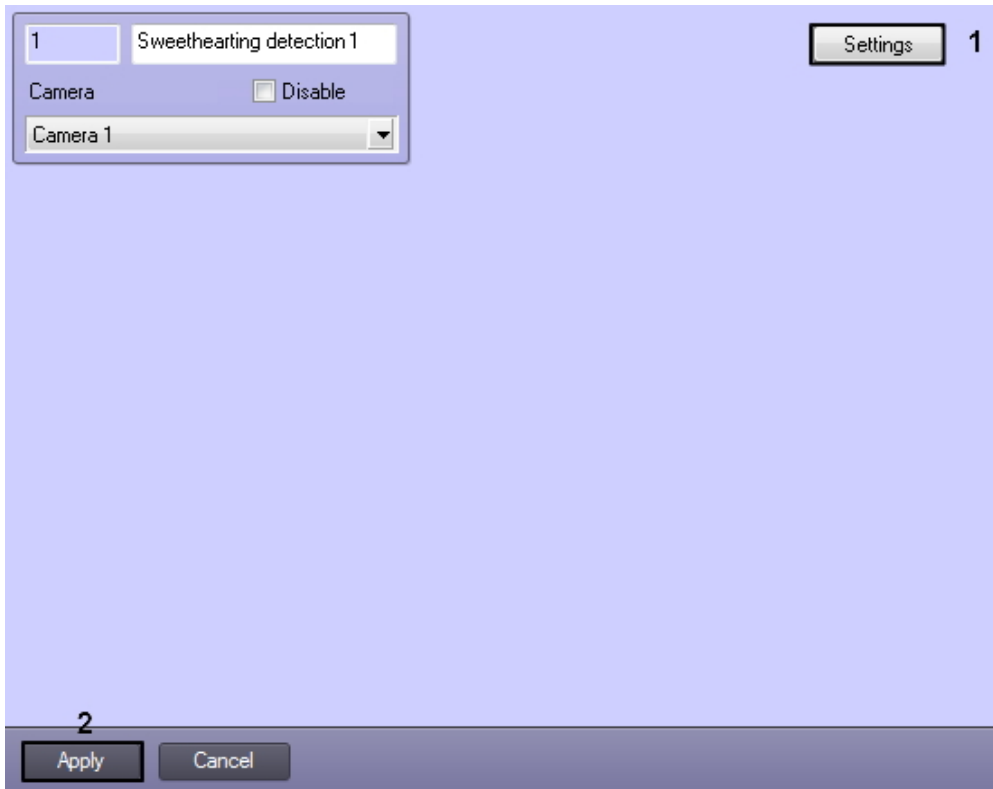 1 Sweethearting detection 1
Settings 1
Camera Disable
Camera 1
2
Apply Cancel